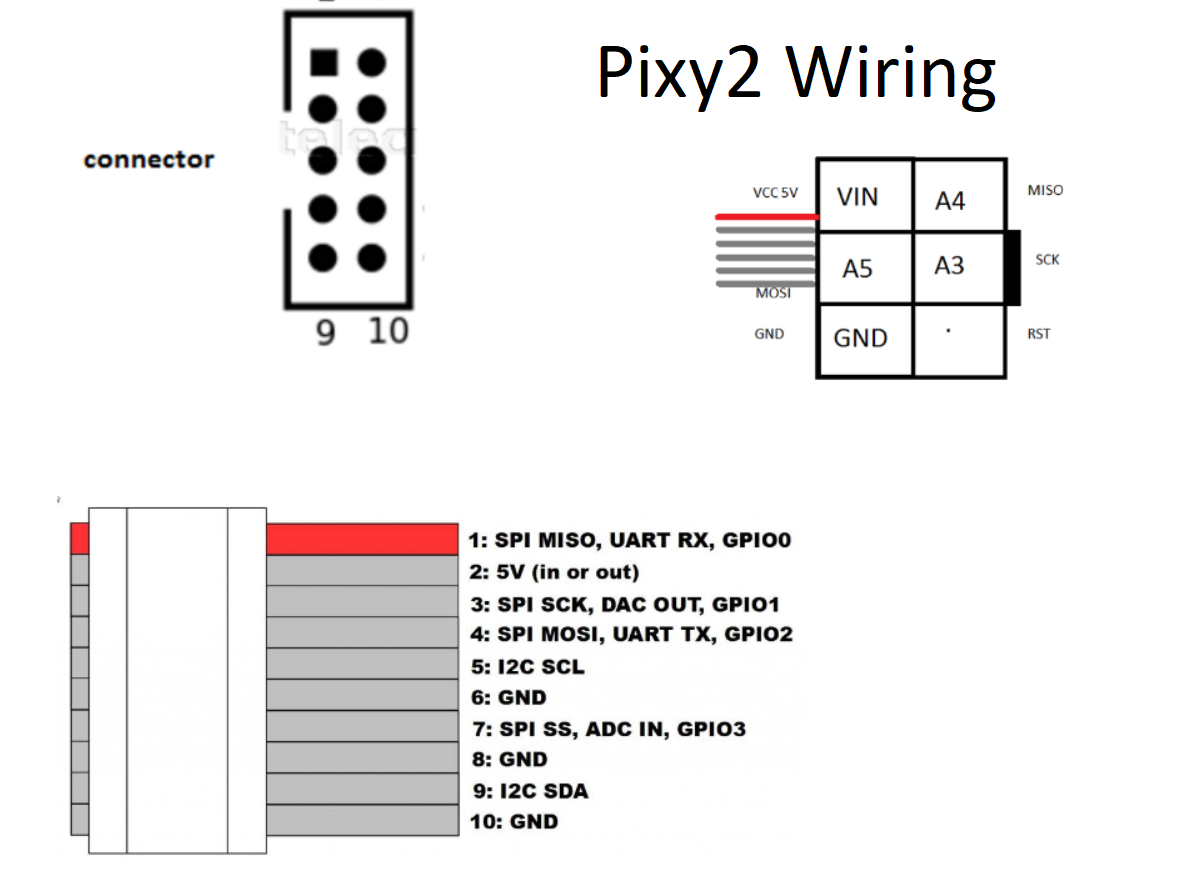 Pixy2 Wiring
connector
9 10
VCC 5V
VIN
A4
MISO
A5
A3
SCK
MOSI
GND
GND
RST
1: SPI MISO, UART RX, GPIO0
2: 5V (in or out)
3: SPI SCK, DAC OUT, GPIO1
4: SPI MOSI, UART TX, GPIO2
5: I2C SCL
6: GND
7: SPI SS, ADC IN, GPIO3
8: GND
9: I2C SDA
10: GND